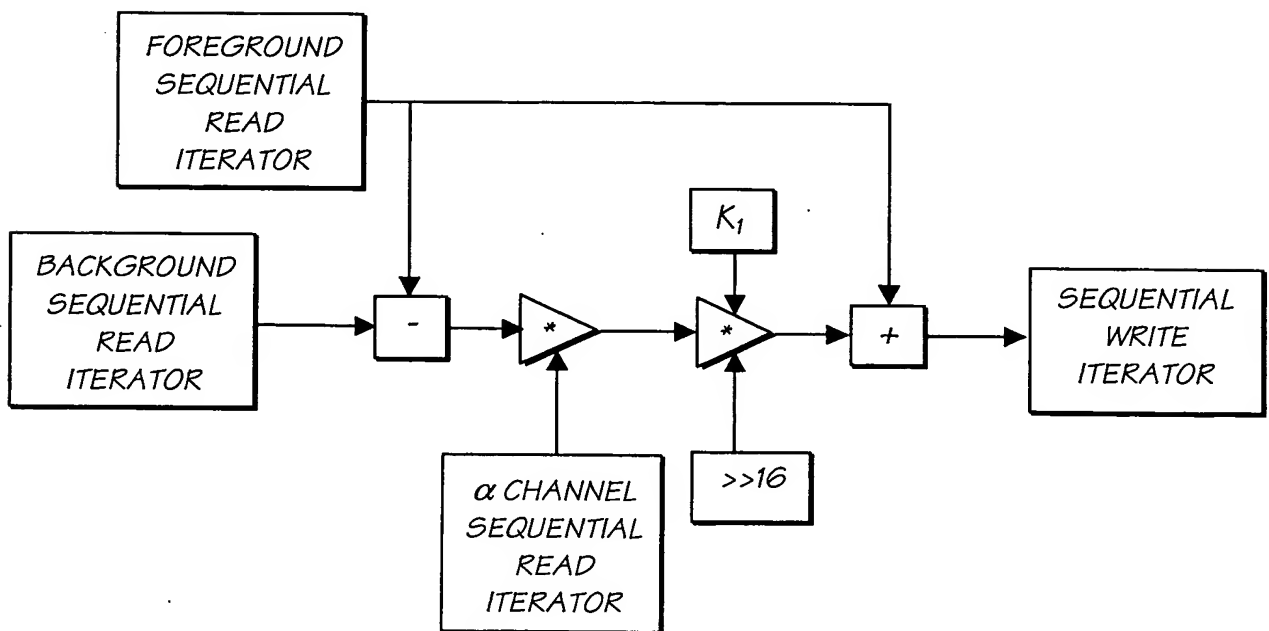 FOREGROUND
SEQUENTIAL
READ
ITERATOR
K₁
BACKGROUND
SEQUENTIAL
READ
ITERATOR
-
*
*
+
SEQUENTIAL
WRITE
ITERATOR
α CHANNEL
SEQUENTIAL
READ
ITERATOR
>>16